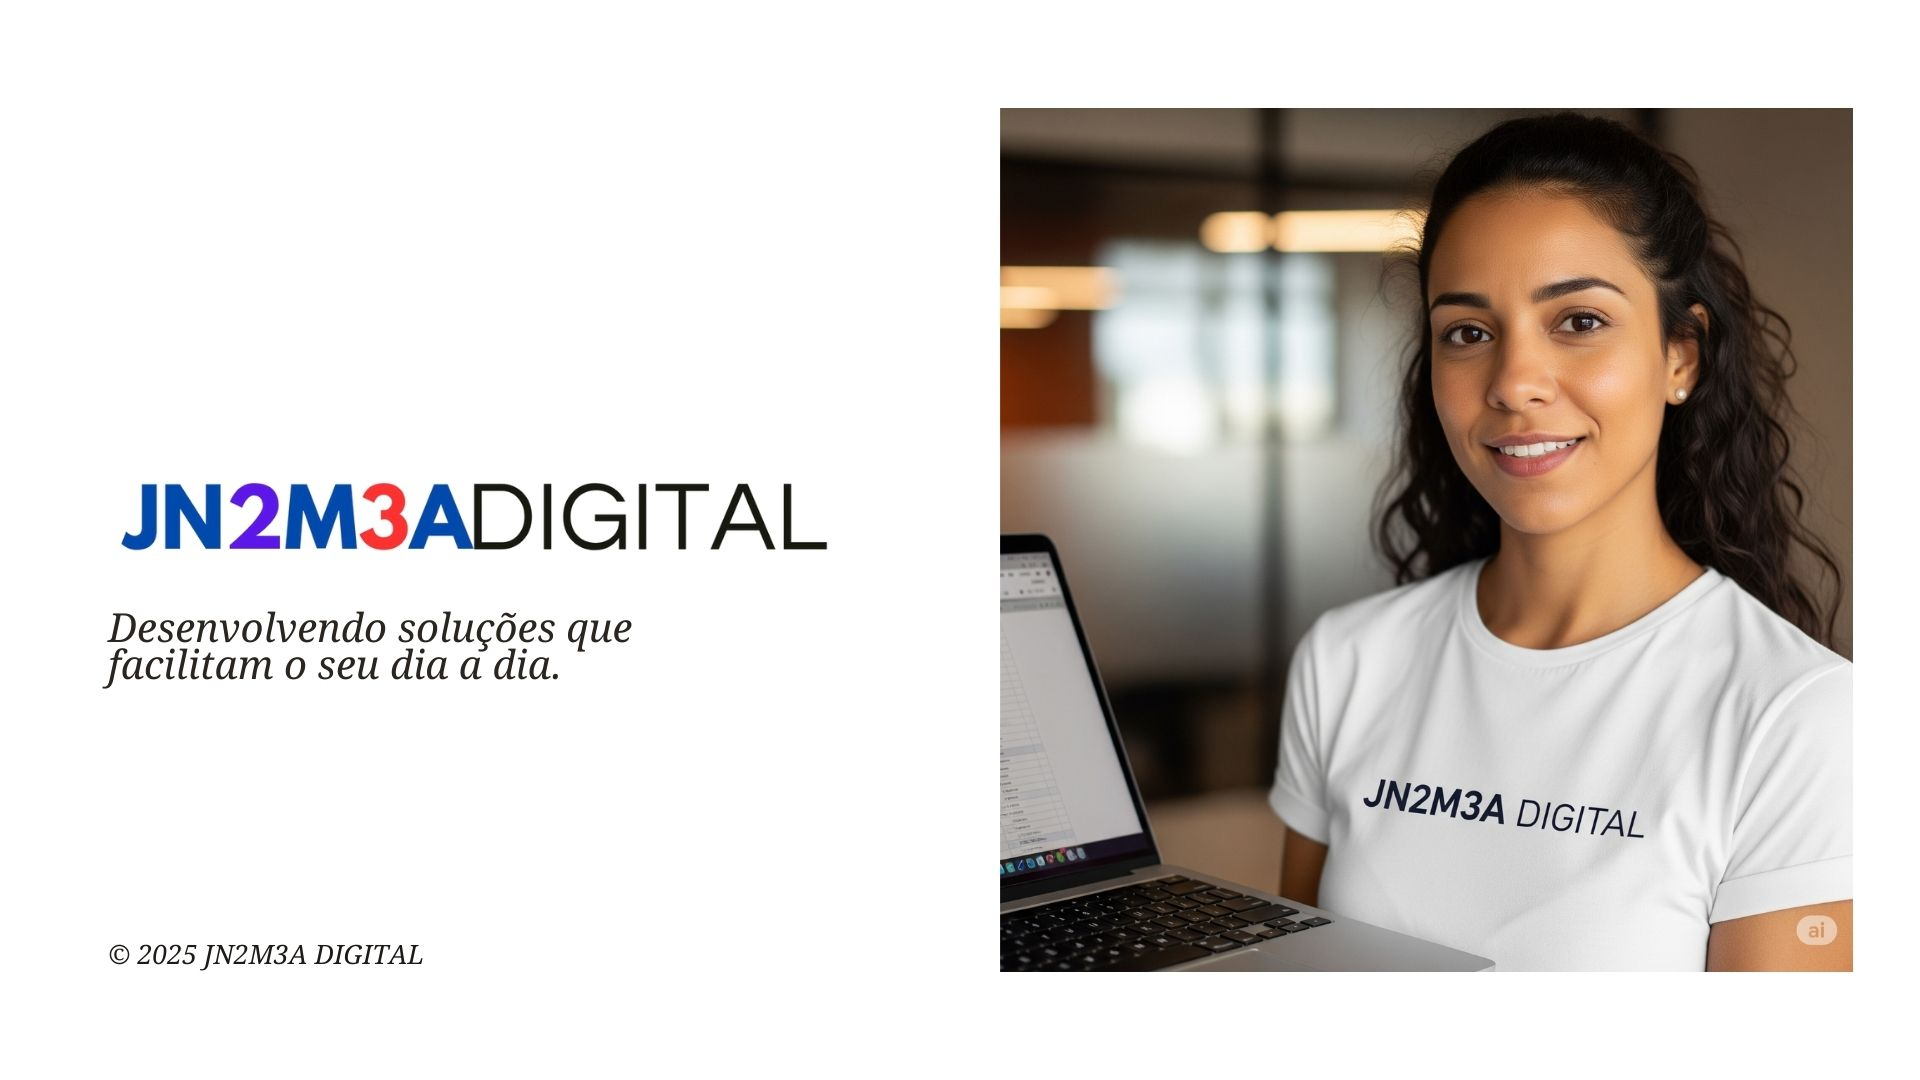 JN2M3ADIGITAL
Desenvolvendo soluções que
facilitam o seu dia a dia.
© 2025 JN2M3A DIGITAL
JN2M3A DIGITAL
ai